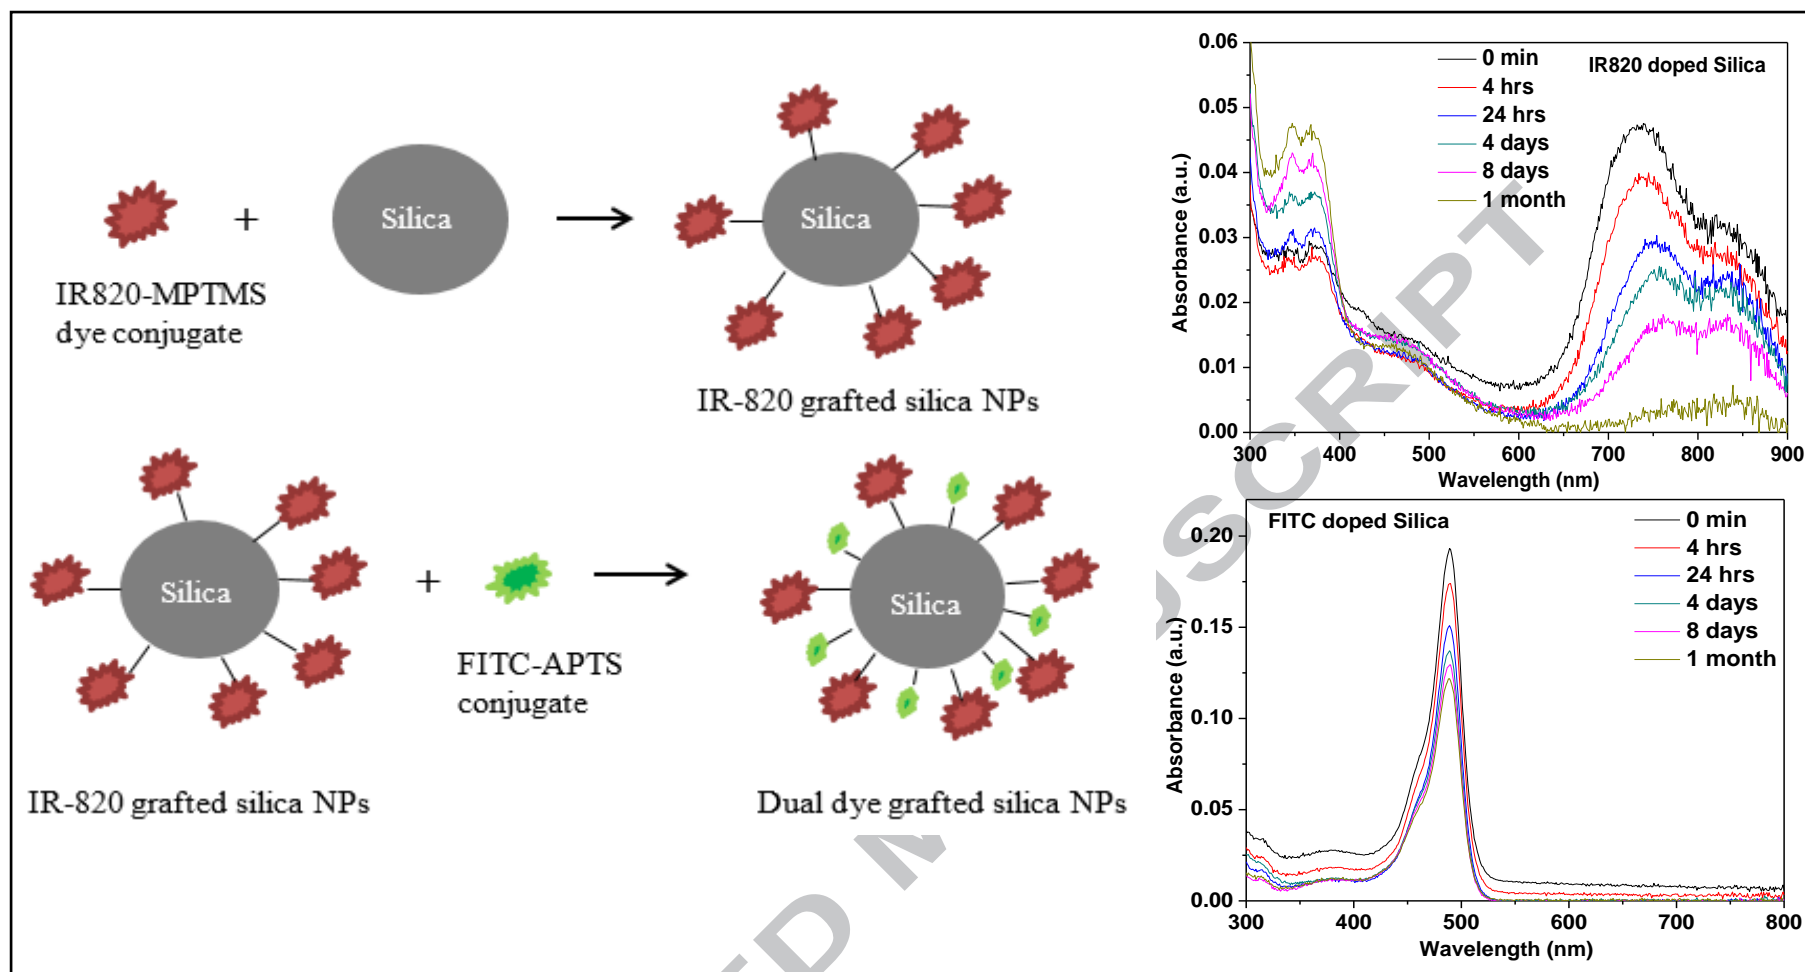 Silica
+
IR820-MPTMS
dye conjugate
Silica
IR-820 grafted silica NPs
Silica
+
FITC-APTS
conjugate
Silica
IR-820 grafted silica NPs
Dual dye grafted silica NPs
IR820 doped Silica
0 min
4 hrs
24 hrs
4 days
8 days
1 month
Absorbance (a.u.)
0.06
0.05
0.04
0.03
0.02
0.01
0.00
300 400 500 600 700 800 900
Wavelength (nm)
FITC doped Silica
0 min
4 hrs
24 hrs
4 days
8 days
1 month
Absorbance (a.u.)
0.20
0.15
0.10
0.05
0.00
300 400 500 600 700 800
Wavelength (nm)
USCRIPT